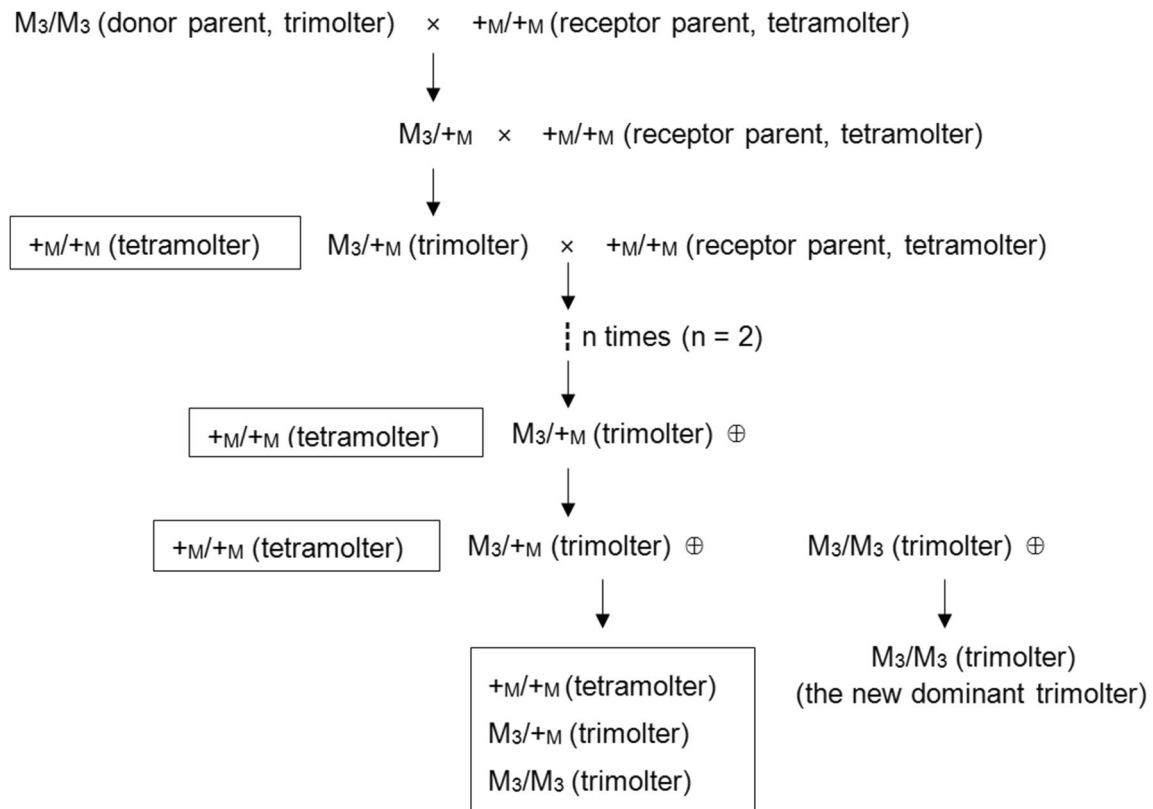 M₃/M₃ (donor parent, trimolter) × +ᴍ/+ᴍ (receptor parent, tetramolter)
M₃/+ᴍ × +ᴍ/+ᴍ (receptor parent, tetramolter)
+ᴍ/+ᴍ (tetramolter) M₃/+ᴍ (trimolter) × +ᴍ/+ᴍ (receptor parent, tetramolter)
n times (n = 2)
+ᴍ/+ᴍ (tetramolter) M₃/+ᴍ (trimolter) ⊕
+ᴍ/+ᴍ (tetramolter) M₃/+ᴍ (trimolter) ⊕ M₃/M₃ (trimolter) ⊕
M₃/M₃ (trimolter)
(the new dominant trimolter)
+ᴍ/+ᴍ (tetramolter)
M₃/+ᴍ (trimolter)
M₃/M₃ (trimolter)